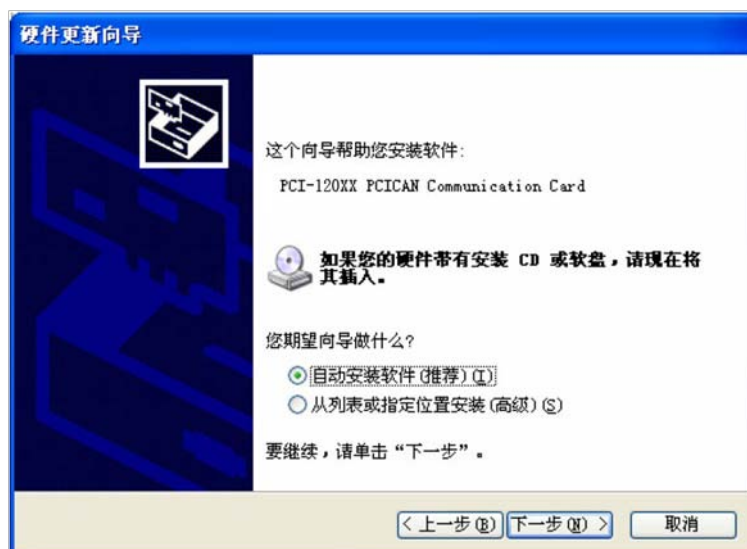 硬件更新向导
这个向导帮助您安装软件:
PCI-120XX PCICAN Communication Card
如果您的硬件带有安装 CD 或软盘，请现在将
其插入。
您期望向导做什么?
自动安装软件(推荐)(I)
从列表或指定位置安装(高级)(S)
要继续，请单击“下一步”。
< 上一步(B) 下一步(N) > 取消